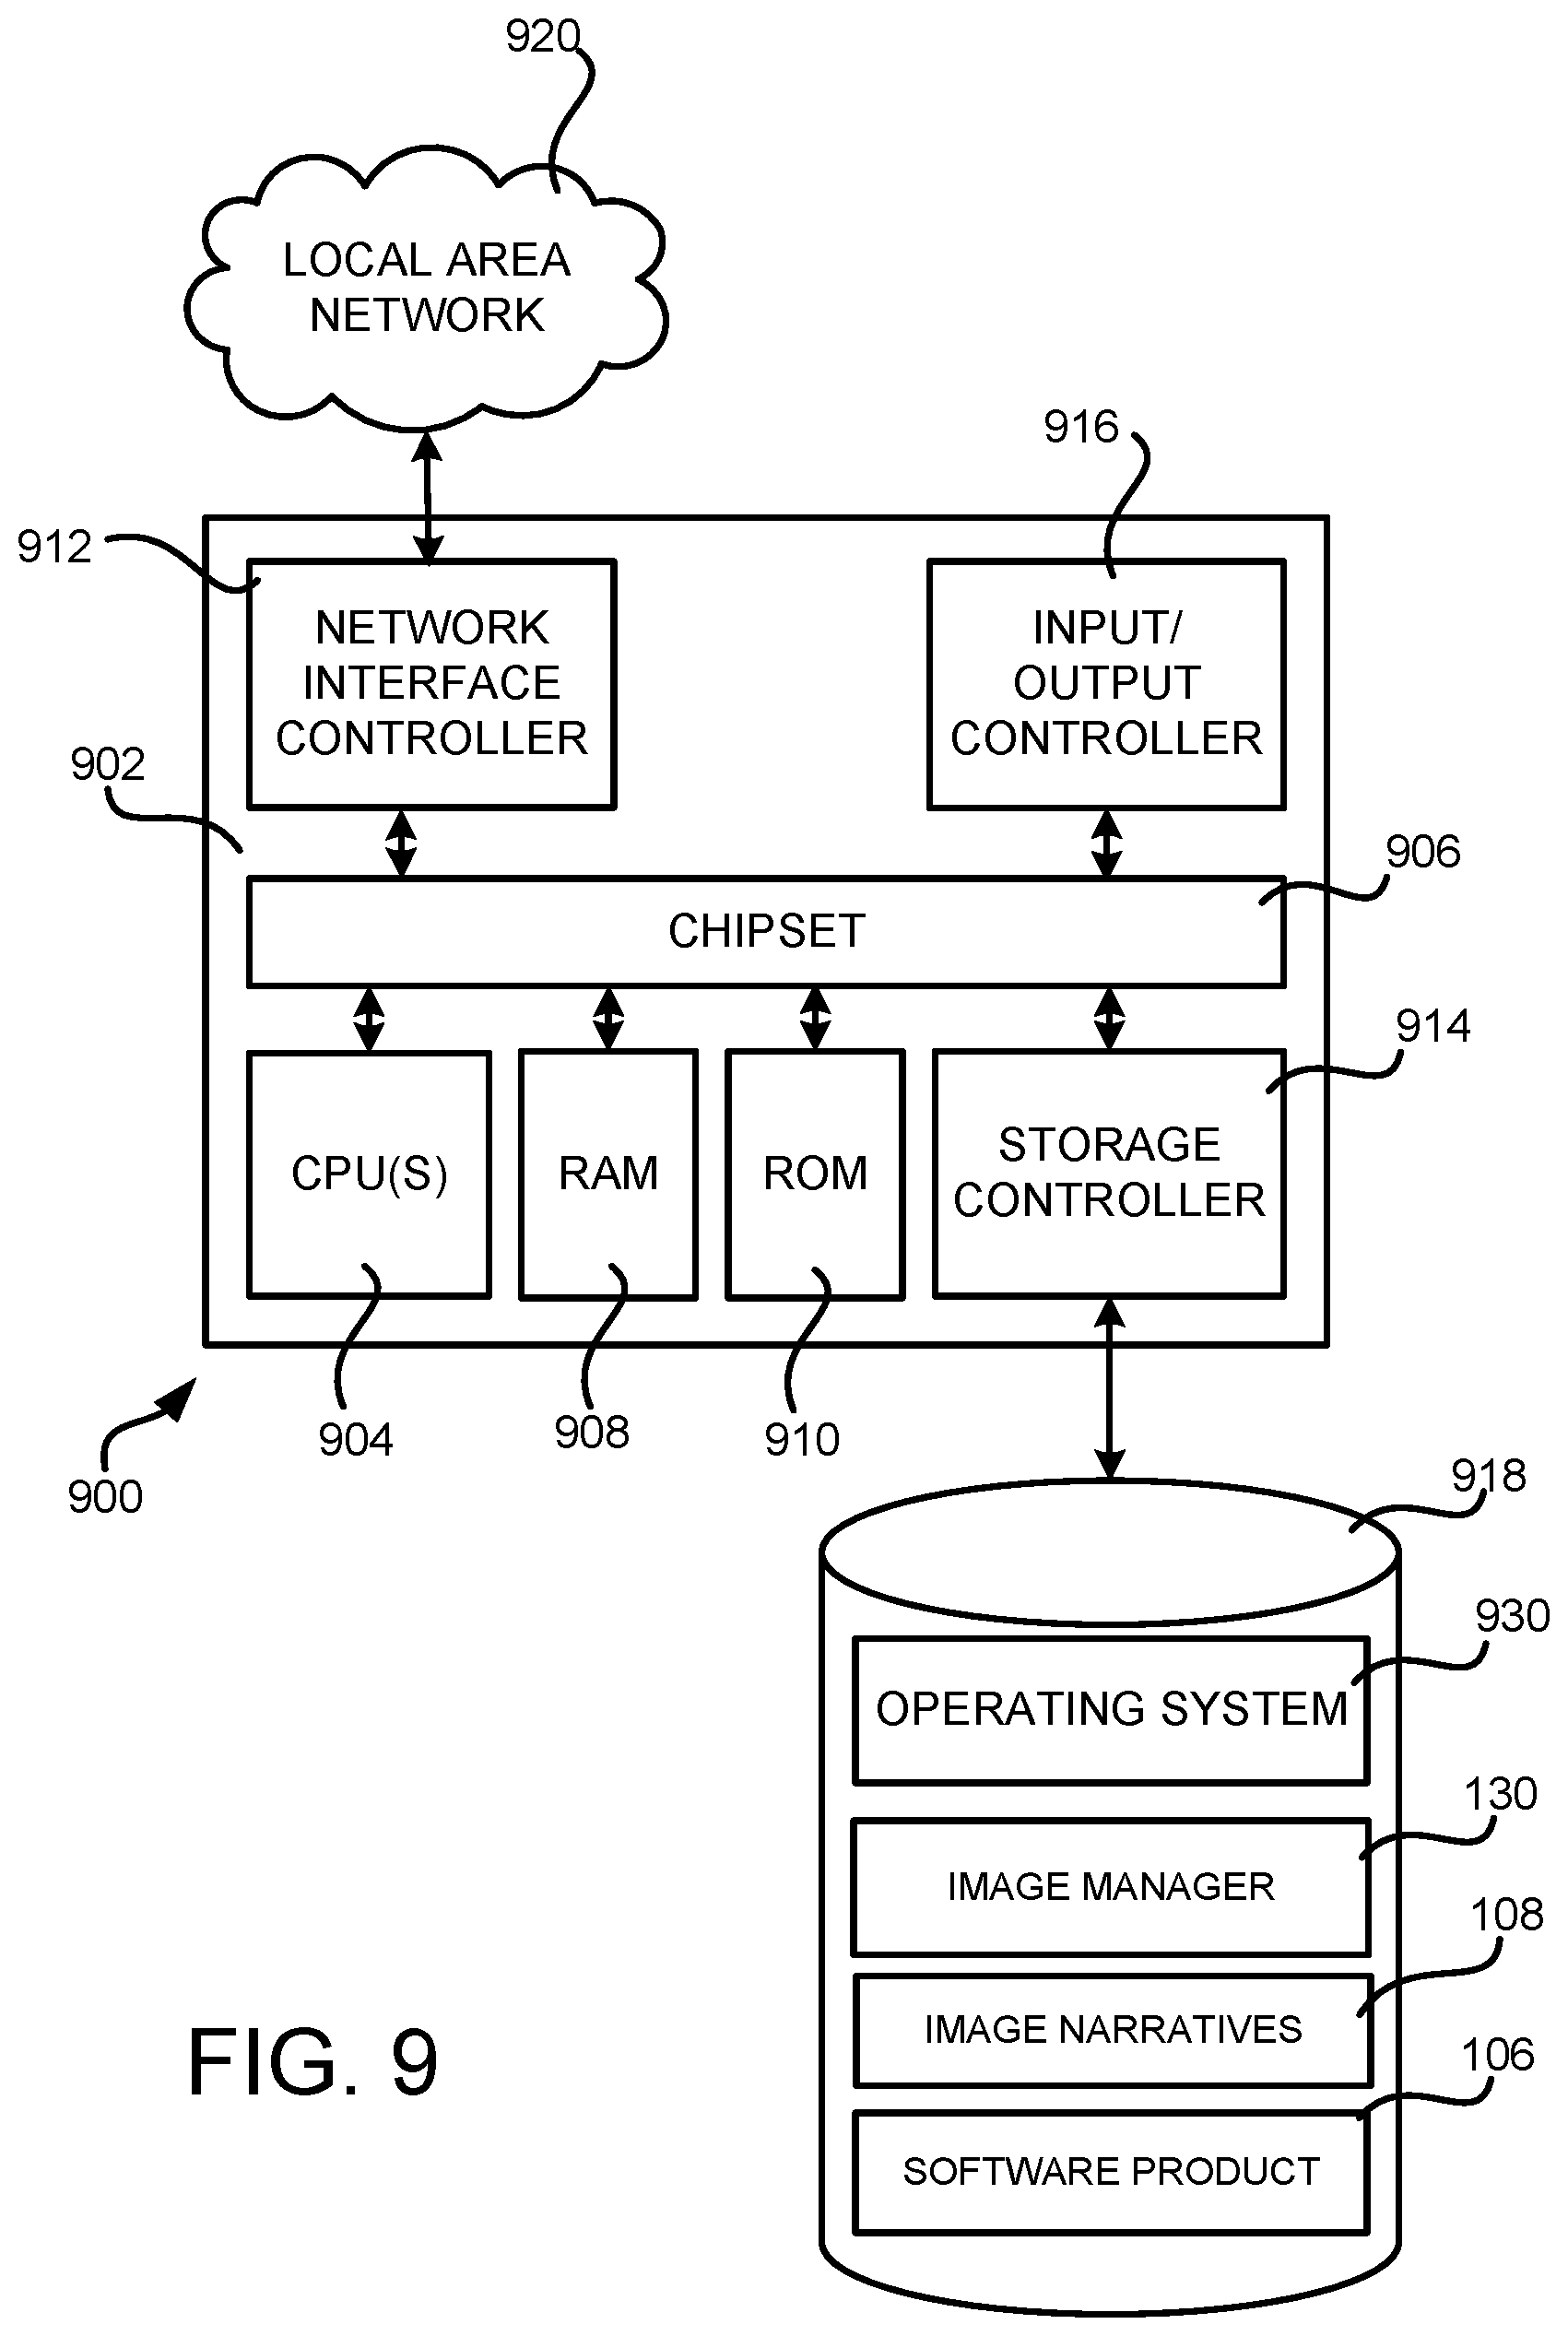 920
LOCAL AREA
NETWORK
916
912
NETWORK
INTERFACE
CONTROLLER
INPUT/
OUTPUT
CONTROLLER
902
906
CHIPSET
914
CPU(S)
RAM
ROM
STORAGE
CONTROLLER
904
908
910
900
918
930
OPERATING SYSTEM
130
IMAGE MANAGER
108
IMAGE NARRATIVES
106
SOFTWARE PRODUCT
FIG. 9